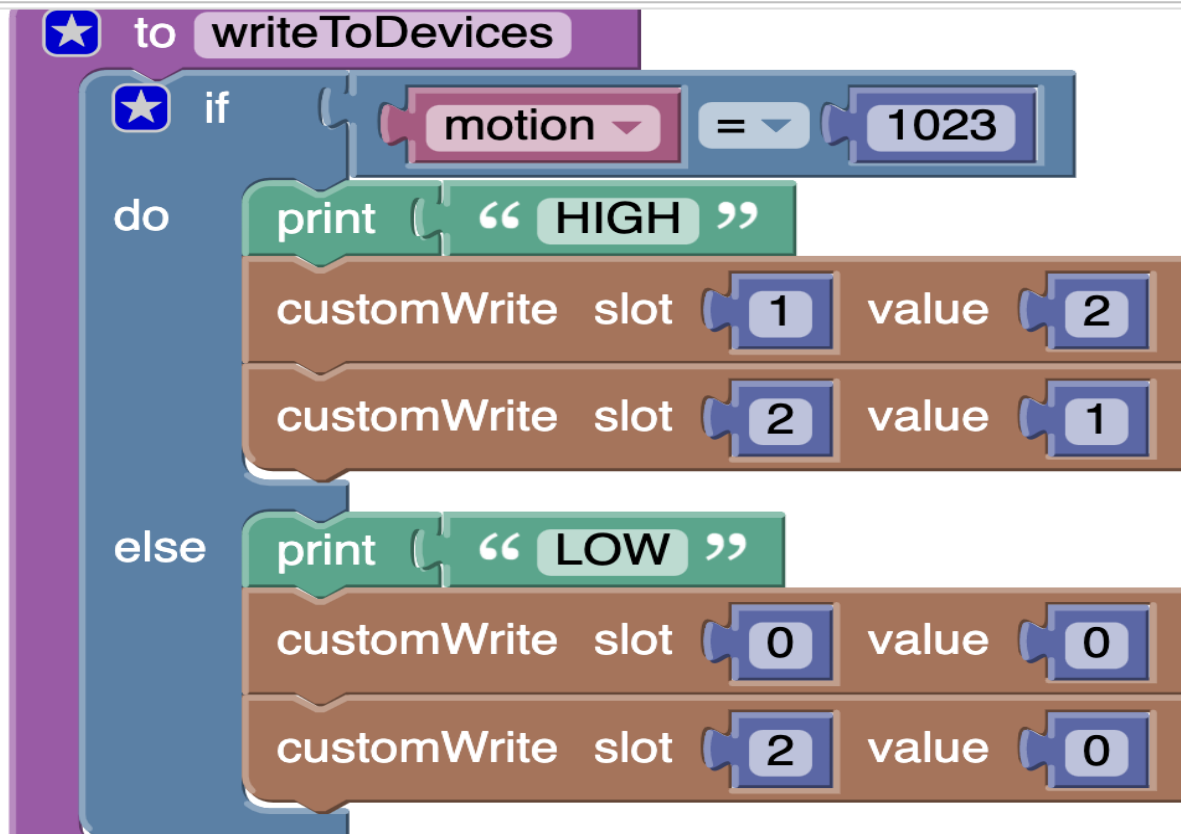 to writeToDevices
if motion = 1023
do print “ HIGH ”
customWrite slot 1 value 2
customWrite slot 2 value 1
else print “ LOW ”
customWrite slot 0 value 0
customWrite slot 2 value 0